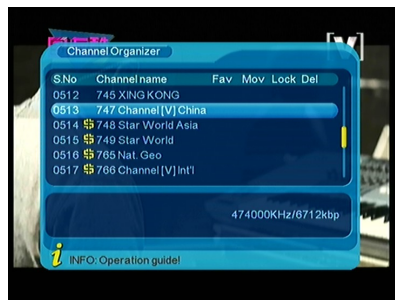 [V]
Channel Organizer
S.No Channel name Fav Mov Lock Del
0512 745 XING KONG
0513 747 Channel [V] China
0514 $ 748 Star World Asia
0515 $ 749 Star World
0516 $ 765 Nat. Geo
0517 $ 766 Channel [V] Int'l
474000KHz/6712kbp
i INFO: Operation guide!